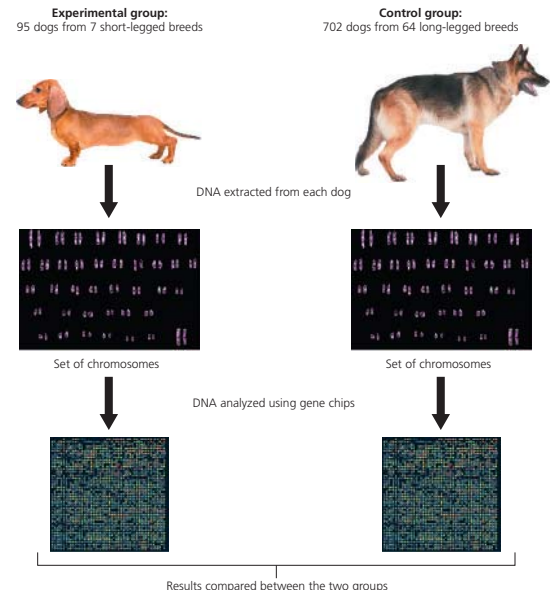 Experimental group:
95 dogs from 7 short-legged breeds
Control group:
702 dogs from 64 long-legged breeds
DNA extracted from each dog
Set of chromosomes
Set of chromosomes
DNA analyzed using gene chips
Results compared between the two groups